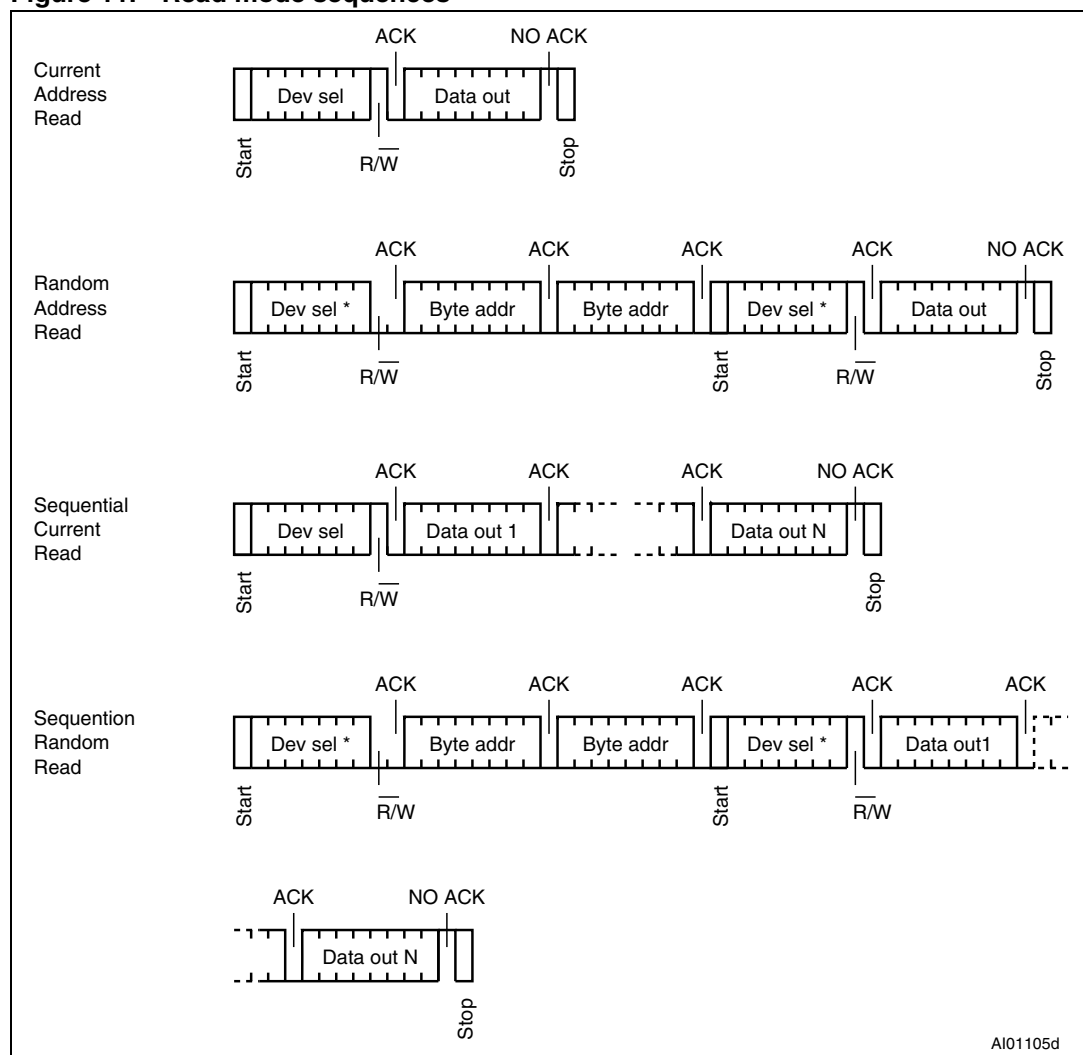 Figure Read mode sequences
ACK NO ACK
Current
Address
Read
Dev sel Data out
Start R/W̅ Stop
ACK ACK ACK ACK NO ACK
Random
Address
Read
Dev sel * Byte addr Byte addr Dev sel * Data out
Start R/W̅ Start R/W̅ Stop
ACK ACK ACK NO ACK
Sequential
Current
Read
Dev sel Data out 1 Data out N
Start R/W̅ Stop
ACK ACK ACK ACK ACK
Sequention
Random
Read
Dev sel * Byte addr Byte addr Dev sel * Data out1
Start R̅/W Start R̅/W
ACK NO ACK
Data out N
Stop
AI01105d